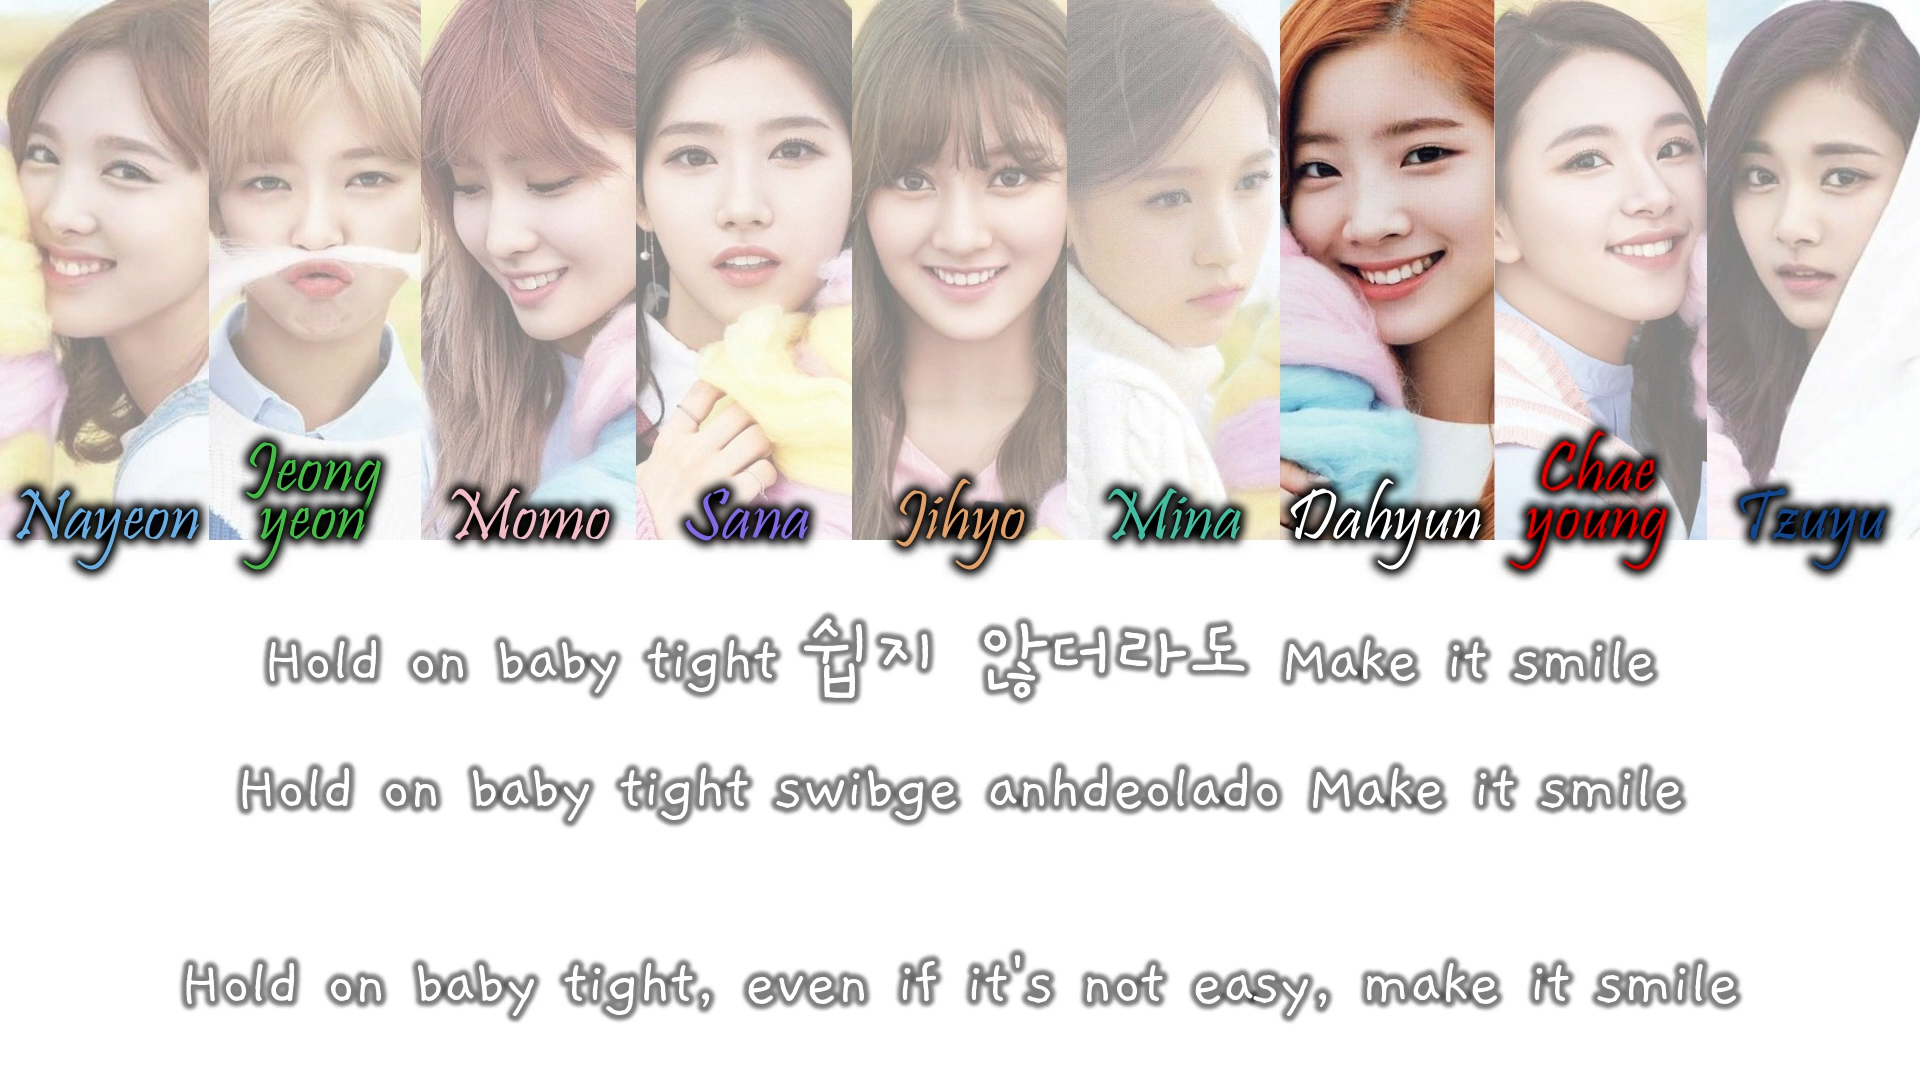 Nayeon
Jeong
yeon
Momo
Sana
Jihyo
Mina
Dahyun
Chae
young
Tzuyu
Hold on baby tight 쉽지 않더라도 Make it smile
Hold on baby tight swibge anhdeolado Make it smile
Hold on baby tight, even if it's not easy, make it smile